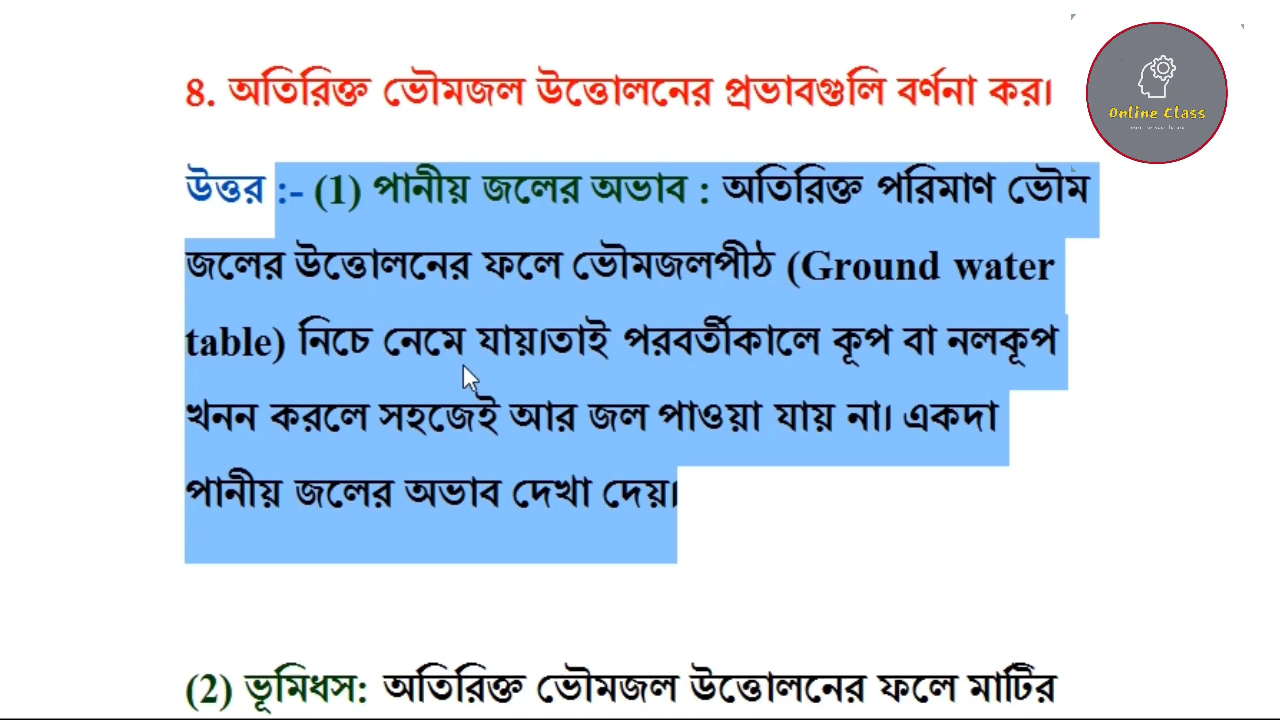 8. অতিরিক্ত ভৌমজল উত্তোলনের প্রভাবগুলি বর্ণনা কর।
Online Class
উত্তর :- (1) পানীয় জলের অভাব : অতিরিক্ত পরিমাণ ভৌম
জলের উত্তোলনের ফলে ভৌমজলপীঠ (Ground water
table) নিচে নেমে যায়।তাই পরবর্তীকালে কূপ বা নলকূপ
খনন করলে সহজেই আর জল পাওয়া যায় না। একদা
পানীয় জলের অভাব দেখা দেয়।
(2) ভূমিধস: অতিরিক্ত ভৌমজল উত্তোলনের ফলে মাটির